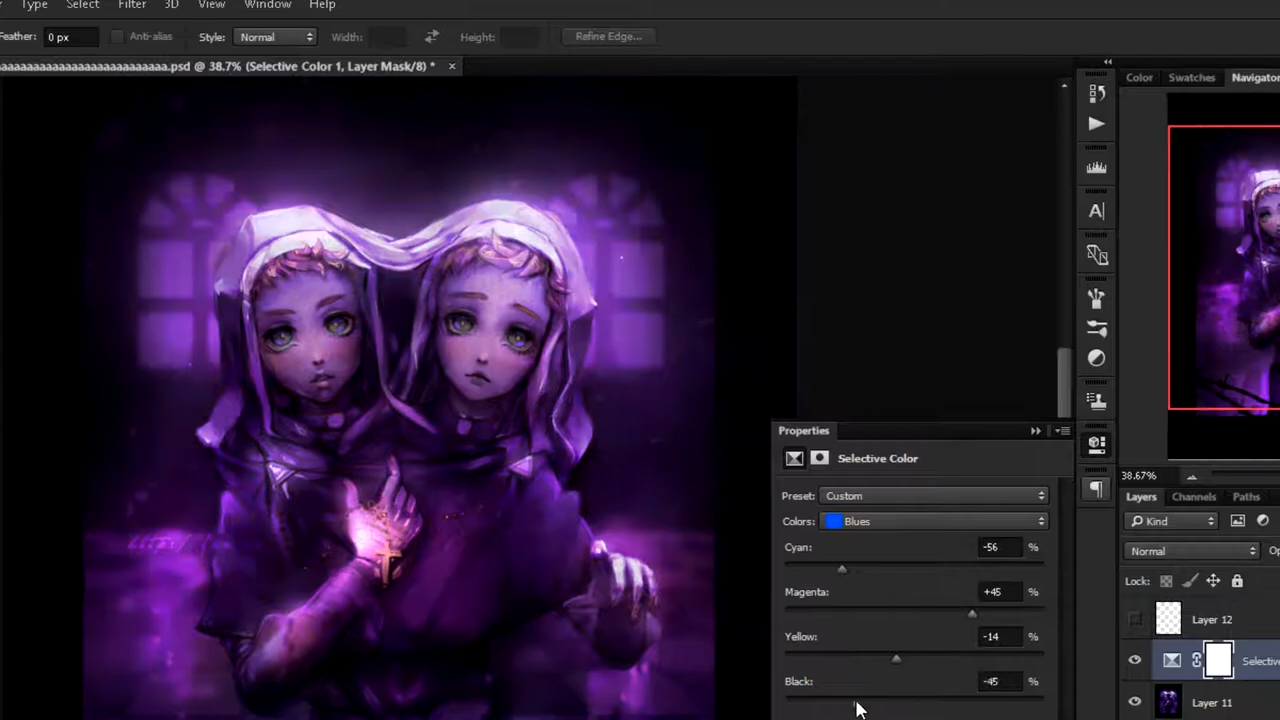 Type Select Filter 3D View Window Help
Feather: 0 px Anti-alias Style: Normal Width: Height: Refine Edge...
aaaaaaaaaaaaaaaaaaaaaaaaaaa.psd @ 38.7% (Selective Color 1, Layer Mask/8) * ×
Color Swatches Navigator
Properties
Selective Color
Preset: Custom
Colors: Blues
Cyan: -56 %
Magenta: +45 %
Yellow: -14 %
Black: -45 %
38.67%
Layers Channels Paths
Kind
Normal
Lock:
Layer 12
Selective
Layer 11